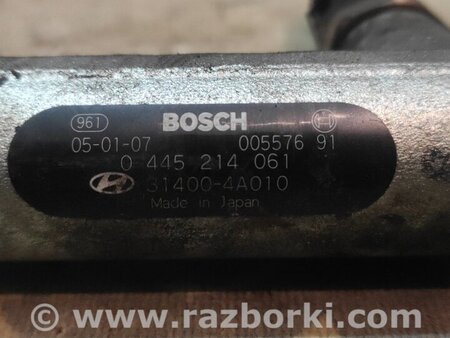 961 BOSCH
05-01-07 005576 91
0 445 214 061
31400-4A010
Made in Japan
© www.razborki.com